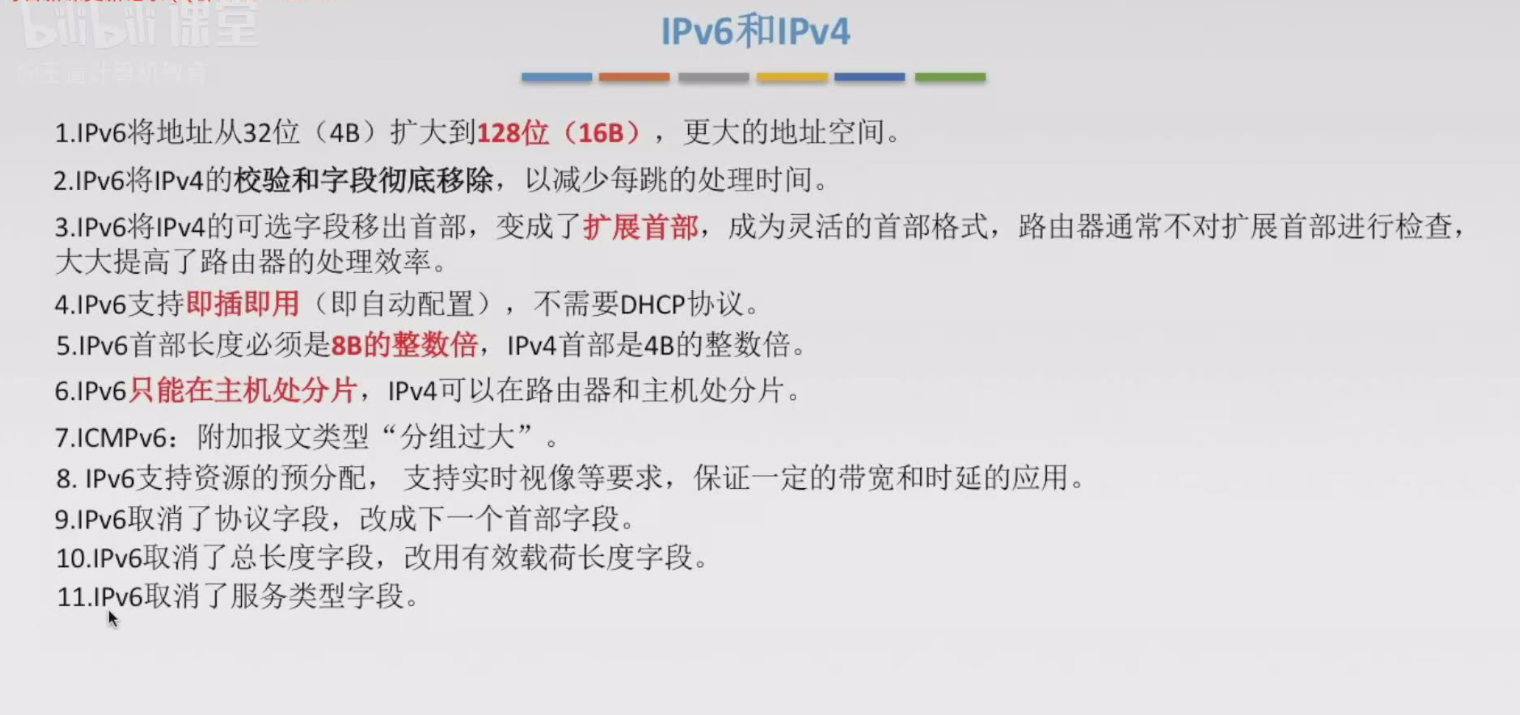 bilibili课堂
IPv6和IPv4
1.IPv6将地址从32位（4B）扩大到128位（16B），更大的地址空间。
2.IPv6将IPv4的校验和字段彻底移除，以减少每跳的处理时间。
3.IPv6将IPv4的可选字段移出首部，变成了扩展首部，成为灵活的首部格式，路由器通常不对扩展首部进行检查，
大大提高了路由器的处理效率。
4.IPv6支持即插即用（即自动配置），不需要DHCP协议。
5.IPv6首部长度必须是8B的整数倍，IPv4首部是4B的整数倍。
6.IPv6只能在主机处分片，IPv4可以在路由器和主机处分片。
7.ICMPv6：附加报文类型“分组过大”。
8. IPv6支持资源的预分配， 支持实时视像等要求，保证一定的带宽和时延的应用。
9.IPv6取消了协议字段，改成下一个首部字段。
10.IPv6取消了总长度字段，改用有效载荷长度字段。
11.IPv6取消了服务类型字段。